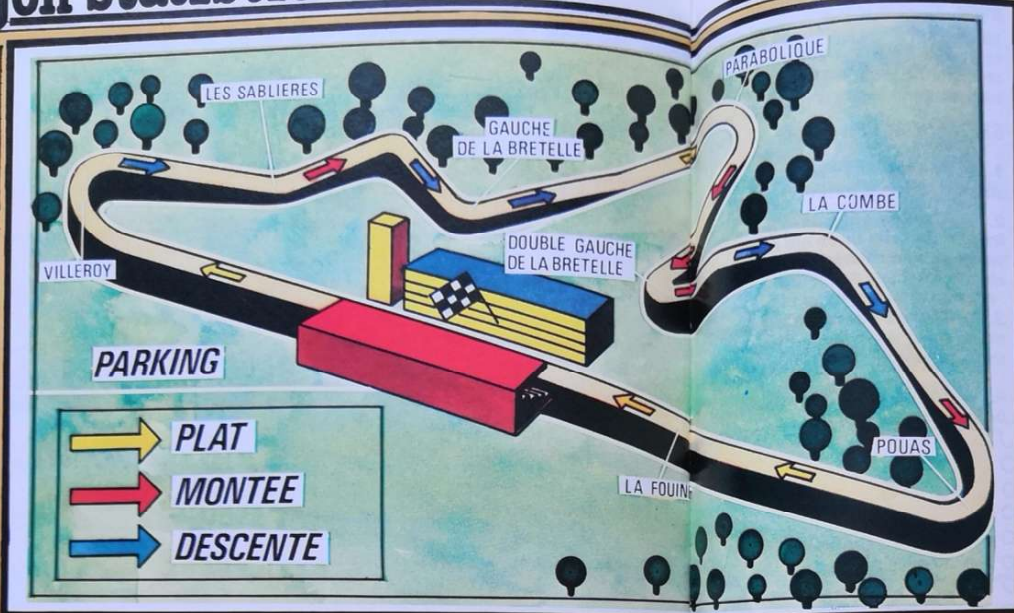 LES SABLIERES
PARABOLIQUE
GAUCHE
DE LA BRETELLE
LA COMBE
DOUBLE GAUCHE
DE LA BRETELLE
VILLEROY
PARKING
PLAT
MONTEE
DESCENTE
POUAS
LA FOUINE